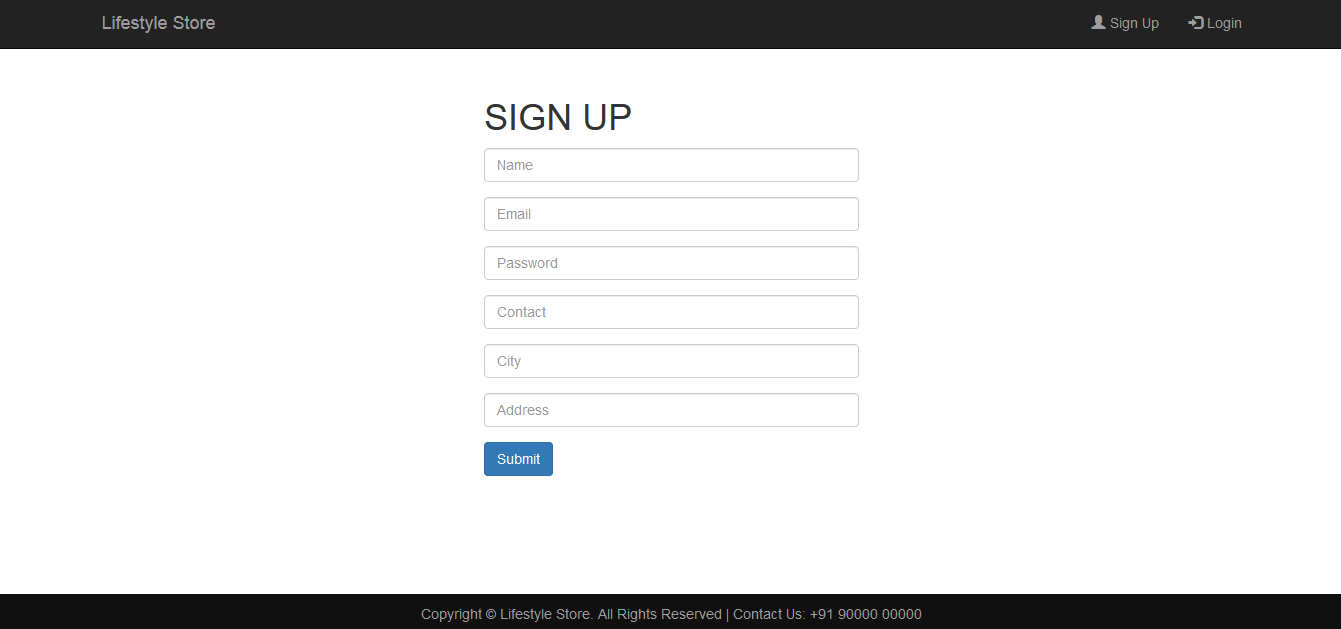 Lifestyle Store Sign Up Login
SIGN UP
Name
Email
Password
Contact
City
Address
Submit
Copyright © Lifestyle Store. All Rights Reserved | Contact Us: +91 90000 00000